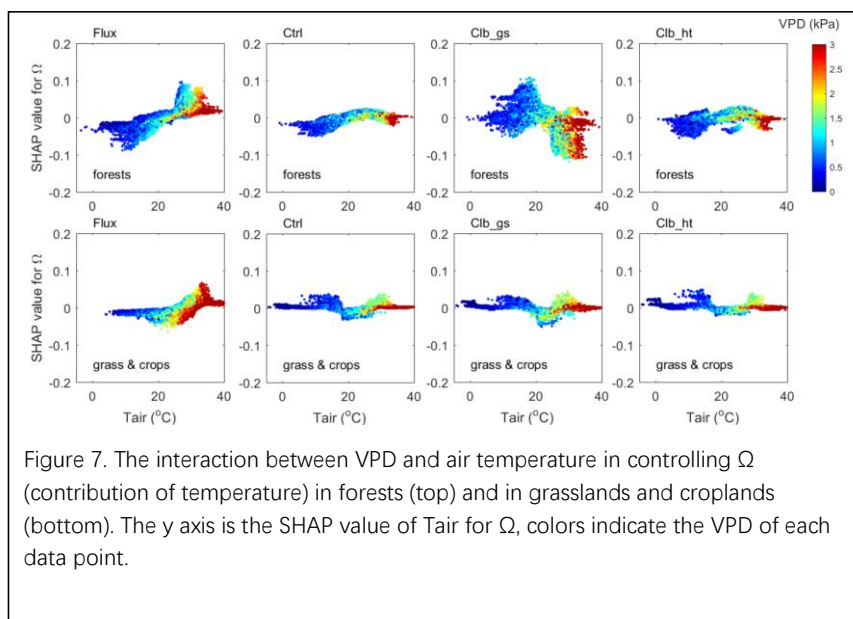 Flux Ctrl Clb_gs Clb_ht VPD (kPa)
0.2 0.2 0.2 0.2 3
0.1 0.1 0.1 0.1 2.5
2
0 0 0 0 1.5
1
-0.1 -0.1 -0.1 -0.1 0.5
0
forests forests forests forests
-0.2 -0.2 -0.2 -0.2
0 20 40 0 20 40 0 20 40 0 20 40
SHAP value for Ω
Flux Ctrl Clb_gs Clb_ht
0.2 0.2 0.2 0.2
0.1 0.1 0.1 0.1
0 0 0 0
-0.1 -0.1 -0.1 -0.1
grass & crops grass & crops grass & crops grass & crops
-0.2 -0.2 -0.2 -0.2
0 20 40 0 20 40 0 20 40 0 20 40
SHAP value for Ω
Tair (°C) Tair (°C) Tair (°C) Tair (°C)
Figure 7. The interaction between VPD and air temperature in controlling Ω
(contribution of temperature) in forests (top) and in grasslands and croplands
(bottom). The y axis is the SHAP value of Tair for Ω, colors indicate the VPD of each
data point.